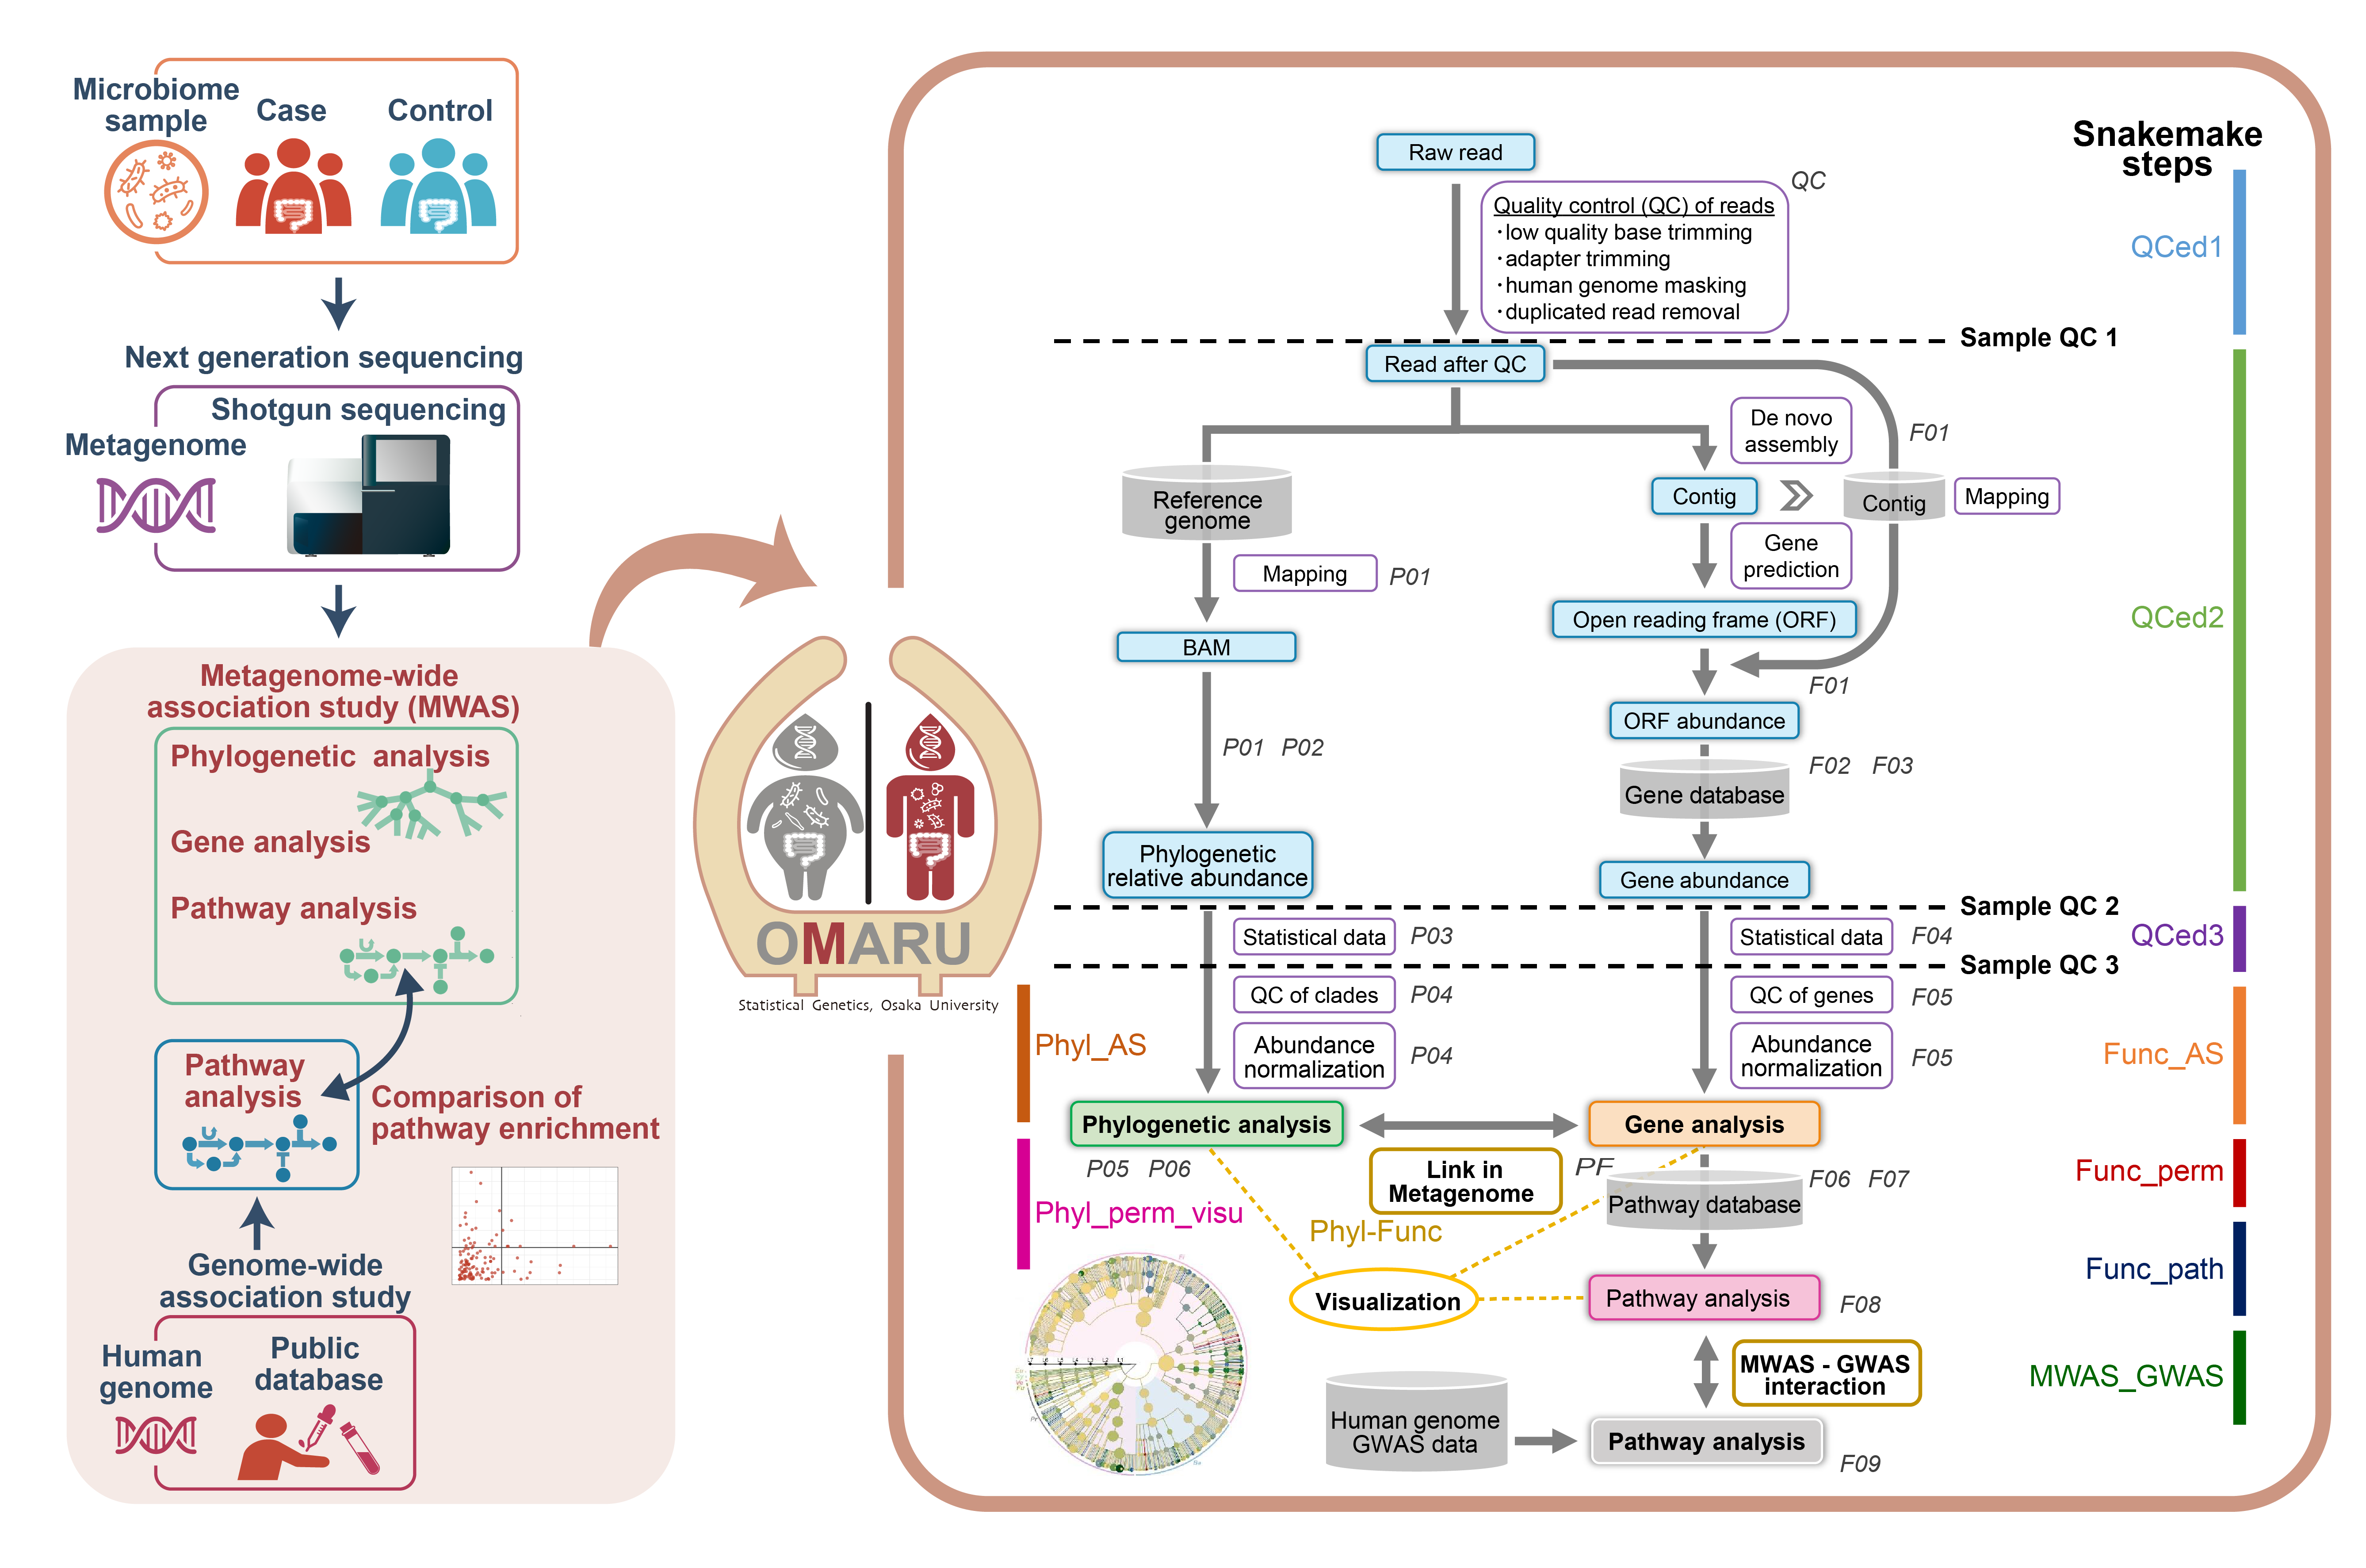 Microbiome
sample
Case
Control
Next generation sequencing
Shotgun sequencing
Metagenome
Metagenome-wide
association study (MWAS)
Phylogenetic analysis
Gene analysis
Pathway analysis
Pathway
analysis
Comparison of
pathway enrichment
Genome-wide
association study
Human
genome
Public
database
OMARU
Statistical Genetics, Osaka University
Snakemake
steps
Raw read
QC
Quality control (QC) of reads
・low quality base trimming
・adapter trimming
・human genome masking
・duplicated read removal
QCed1
Sample QC 1
Read after QC
De novo
assembly
F01
Reference
genome
Contig
Contig
Mapping
Gene
prediction
Mapping
P01
Open reading frame (ORF)
QCed2
BAM
F01
ORF abundance
P01 P02
F02 F03
Gene database
Phylogenetic
relative abundance
Gene abundance
Sample QC 2
Statistical data
P03
Statistical data
F04
QCed3
Sample QC 3
QC of clades
P04
QC of genes
F05
Phyl_AS
Abundance
normalization
P04
Abundance
normalization
F05
Func_AS
Phylogenetic analysis
Gene analysis
P05 P06
Link in
Metagenome
PF
F06 F07
Func_perm
Pathway database
Phyl_perm_visu
Phyl-Func
Func_path
Visualization
Pathway analysis
F08
MWAS - GWAS
interaction
MWAS_GWAS
Human genome
GWAS data
Pathway analysis
F09
L7 L6 L5 L4 L3 L2 L1